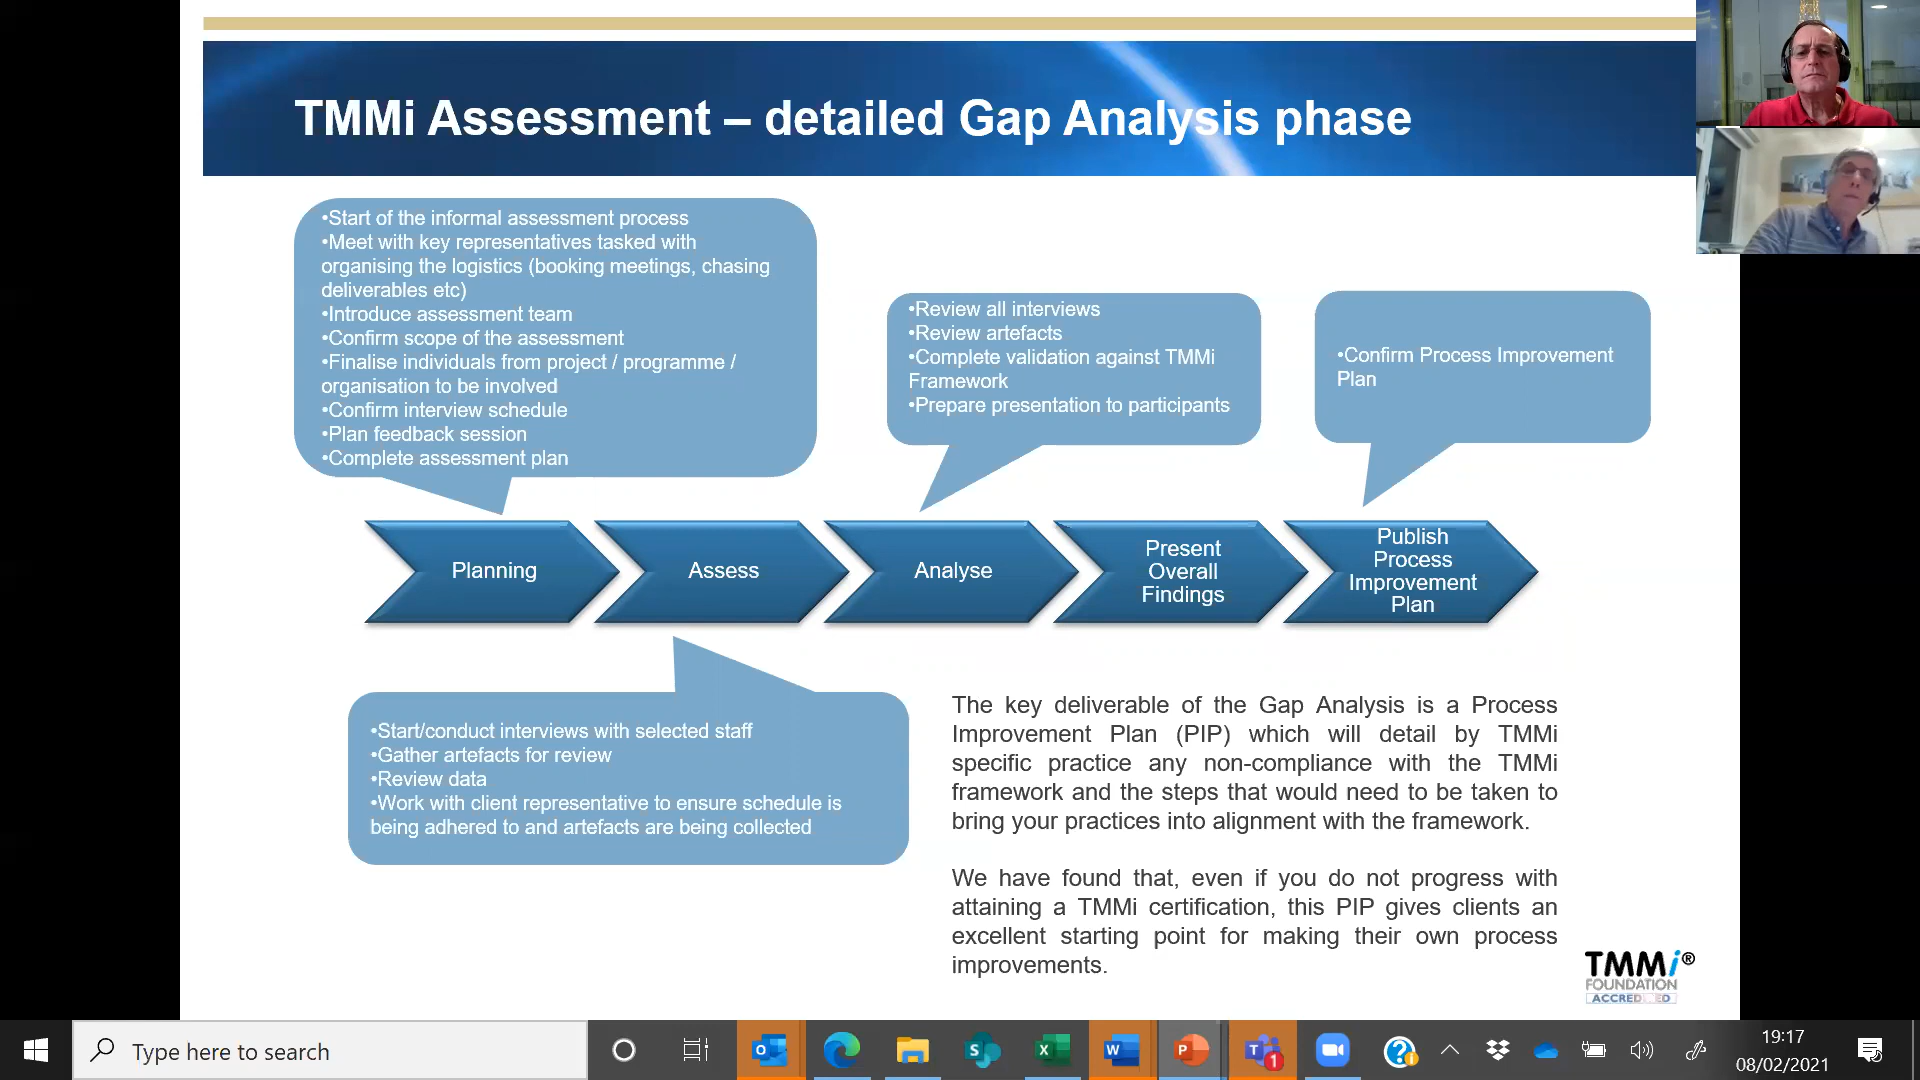 TMMi Assessment – detailed Gap Analysis phase
•Start of the informal assessment process
•Meet with key representatives tasked with
organising the logistics (booking meetings, chasing
deliverables etc)
•Introduce assessment team
•Confirm scope of the assessment
•Finalise individuals from project / programme /
organisation to be involved
•Confirm interview schedule
•Plan feedback session
•Complete assessment plan
•Review all interviews
•Review artefacts
•Complete validation against TMMi
Framework
•Prepare presentation to participants
•Confirm Process Improvement
Plan
Planning
Assess
Analyse
Present
Overall
Findings
Publish
Process
Improvement
Plan
•Start/conduct interviews with selected staff
•Gather artefacts for review
•Review data
•Work with client representative to ensure schedule is
being adhered to and artefacts are being collected
The key deliverable of the Gap Analysis is a Process
Improvement Plan (PIP) which will detail by TMMi
specific practice any non-compliance with the TMMi
framework and the steps that would need to be taken to
bring your practices into alignment with the framework.
We have found that, even if you do not progress with
attaining a TMMi certification, this PIP gives clients an
excellent starting point for making their own process
improvements.
TMMi®
FOUNDATION
ACCREDITED
Type here to search
19:17
08/02/2021